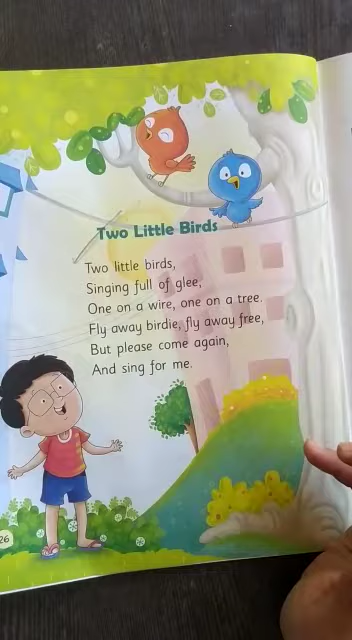 Two Little Birds
Two little birds,
Singing full of glee,
One on a wire, one on a tree.
Fly away birdie, fly away free,
But please come again,
And sing for me.
26